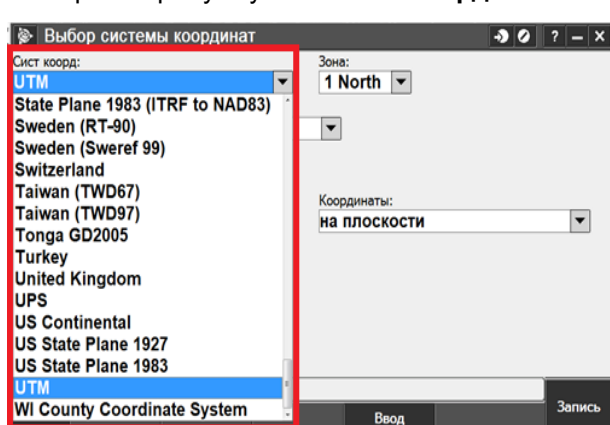 Выбор системы координат
? – X
Сист коорд:
Зона:
UTM
1 North
State Plane 1983 (ITRF to NAD83)
Sweden (RT-90)
Sweden (Sweref 99)
Switzerland
Taiwan (TWD67)
Координаты:
Taiwan (TWD97)
на плоскости
Tonga GD2005
Turkey
United Kingdom
UPS
US Continental
US State Plane 1927
US State Plane 1983
UTM
WI County Coordinate System
Ввод
Запись